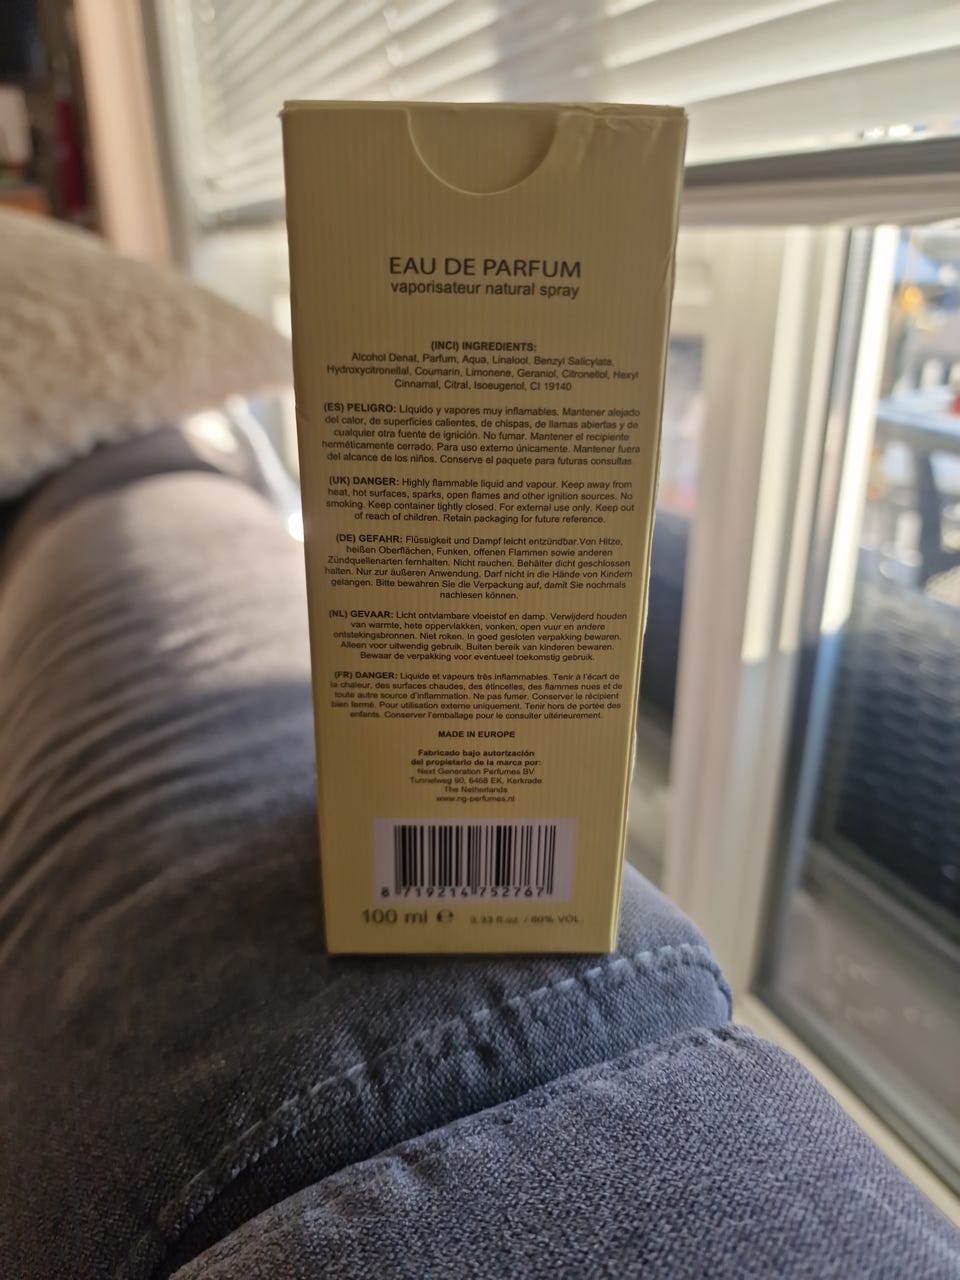 EAU DE PARFUM
vaporisateur natural spray
(INCI) INGREDIENTS:
Alcohol Denat, Parfum, Aqua, Linalool, Benzyl Salicylate,
Hydroxycitronellal, Coumarin, Limonene, Geraniol, Citronellol, Hexyl
Cinnamal, Citral, Isoeugenol, CI 19140
(ES) PELIGRO: Líquido y vapores muy inflamables. Mantener alejado
del calor, de superficies calientes, de chispas, de llamas abiertas y de
cualquier otra fuente de ignición. No fumar. Mantener el recipiente
herméticamente cerrado. Para uso externo únicamente. Mantener fuera
del alcance de los niños. Conserve el paquete para futuras consultas.
(UK) DANGER: Highly flammable liquid and vapour. Keep away from
heat, hot surfaces, sparks, open flames and other ignition sources. No
smoking. Keep container tightly closed. For external use only. Keep out
of reach of children. Retain packaging for future reference.
(DE) GEFAHR: Flüssigkeit und Dampf leicht entzündbar.Von Hitze,
heißen Oberflächen, Funken, offenen Flammen sowie anderen
Zündquellenarten fernhalten. Nicht rauchen. Behälter dicht geschlossen
halten. Nur zur äußeren Anwendung. Darf nicht in die Hände von Kindern
gelangen. Bitte bewahren Sie die Verpackung auf, damit Sie nochmals
nachlesen können.
(NL) GEVAAR: Licht ontvlambare vloeistof en damp. Verwijderd houden
van warmte, hete oppervlakken, vonken, open vuur en andere
ontstekingsbronnen. Niet roken. In goed gesloten verpakking bewaren.
Alleen voor uitwendig gebruik. Buiten bereik van kinderen bewaren.
Bewaar de verpakking voor eventueel toekomstig gebruik.
(FR) DANGER: Liquide et vapeurs très inflammables. Tenir à l'écart de
la chaleur, des surfaces chaudes, des étincelles, des flammes nues et de
toute autre source d'inflammation. Ne pas fumer. Conserver le récipient
bien fermé. Pour utilisation externe uniquement. Tenir hors de portée des
enfants. Conserver l'emballage pour le consulter ultérieurement.
MADE IN EUROPE
Fabricado bajo autorización
del propietario de la marca por:
Next Generation Perfumes BV
Tunnelweg 90, 6468 EK, Kerkrade
The Netherlands
www.ng-perfumes.nl
8 719214 752767
100 ml ℮ 3.33 fl.oz. / 80% VOL